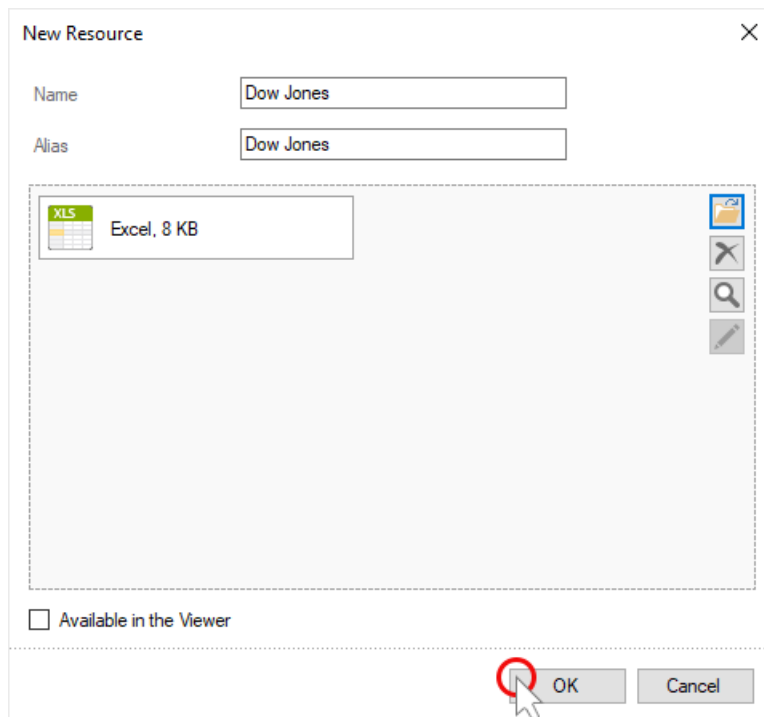 New Resource
Name
Dow Jones
Alias
Dow Jones
XLS
Excel, 8 KB
Available in the Viewer
OK
Cancel